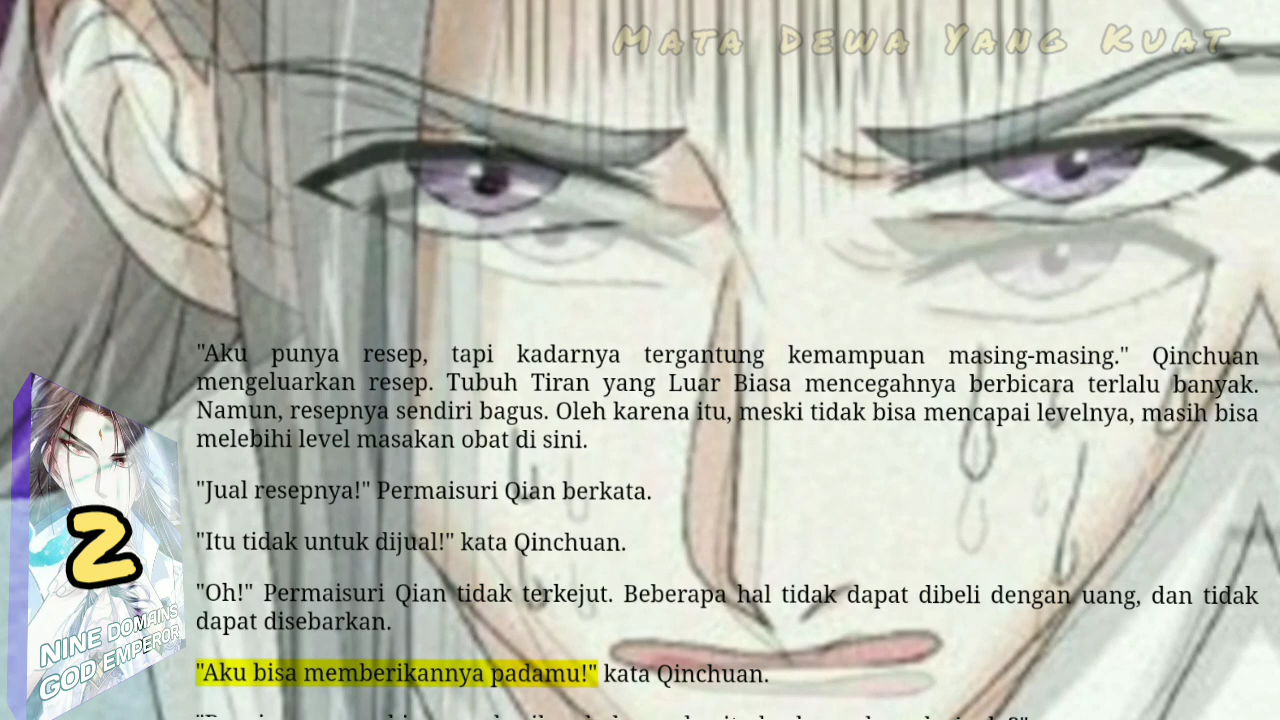 Mata Dewa Yang Kuat
"Aku punya resep, tapi kadarnya tergantung kemampuan masing-masing." Qinchuan
mengeluarkan resep. Tubuh Tiran yang Luar Biasa mencegahnya berbicara terlalu banyak.
Namun, resepnya sendiri bagus. Oleh karena itu, meski tidak bisa mencapai levelnya, masih bisa
melebihi level masakan obat di sini.
"Jual resepnya!" Permaisuri Qian berkata.
"Itu tidak untuk dijual!" kata Qinchuan.
"Oh!" Permaisuri Qian tidak terkejut. Beberapa hal tidak dapat dibeli dengan uang, dan tidak
dapat disebarkan.
"Aku bisa memberikannya padamu!" kata Qinchuan.
2
NINE DOMAINS
GOD EMPEROR